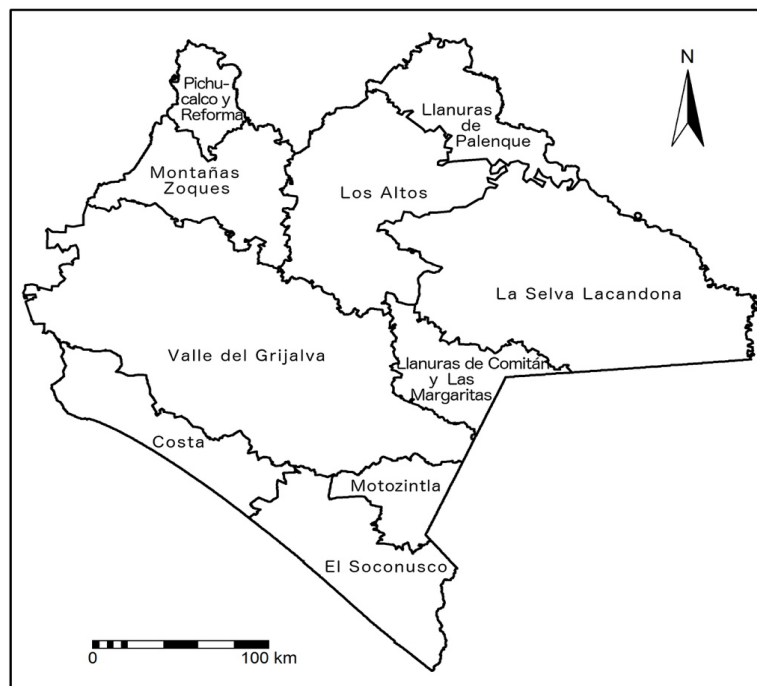 N
Pichu-
calco y
Reforma
Llanuras
de
Palenque
Montañas
Zoques
Los Altos
La Selva Lacandona
Valle del Grijalva
Llanuras de Comitán
y Las
Margaritas
Costa
Motozintla
El Soconusco
0 100 km